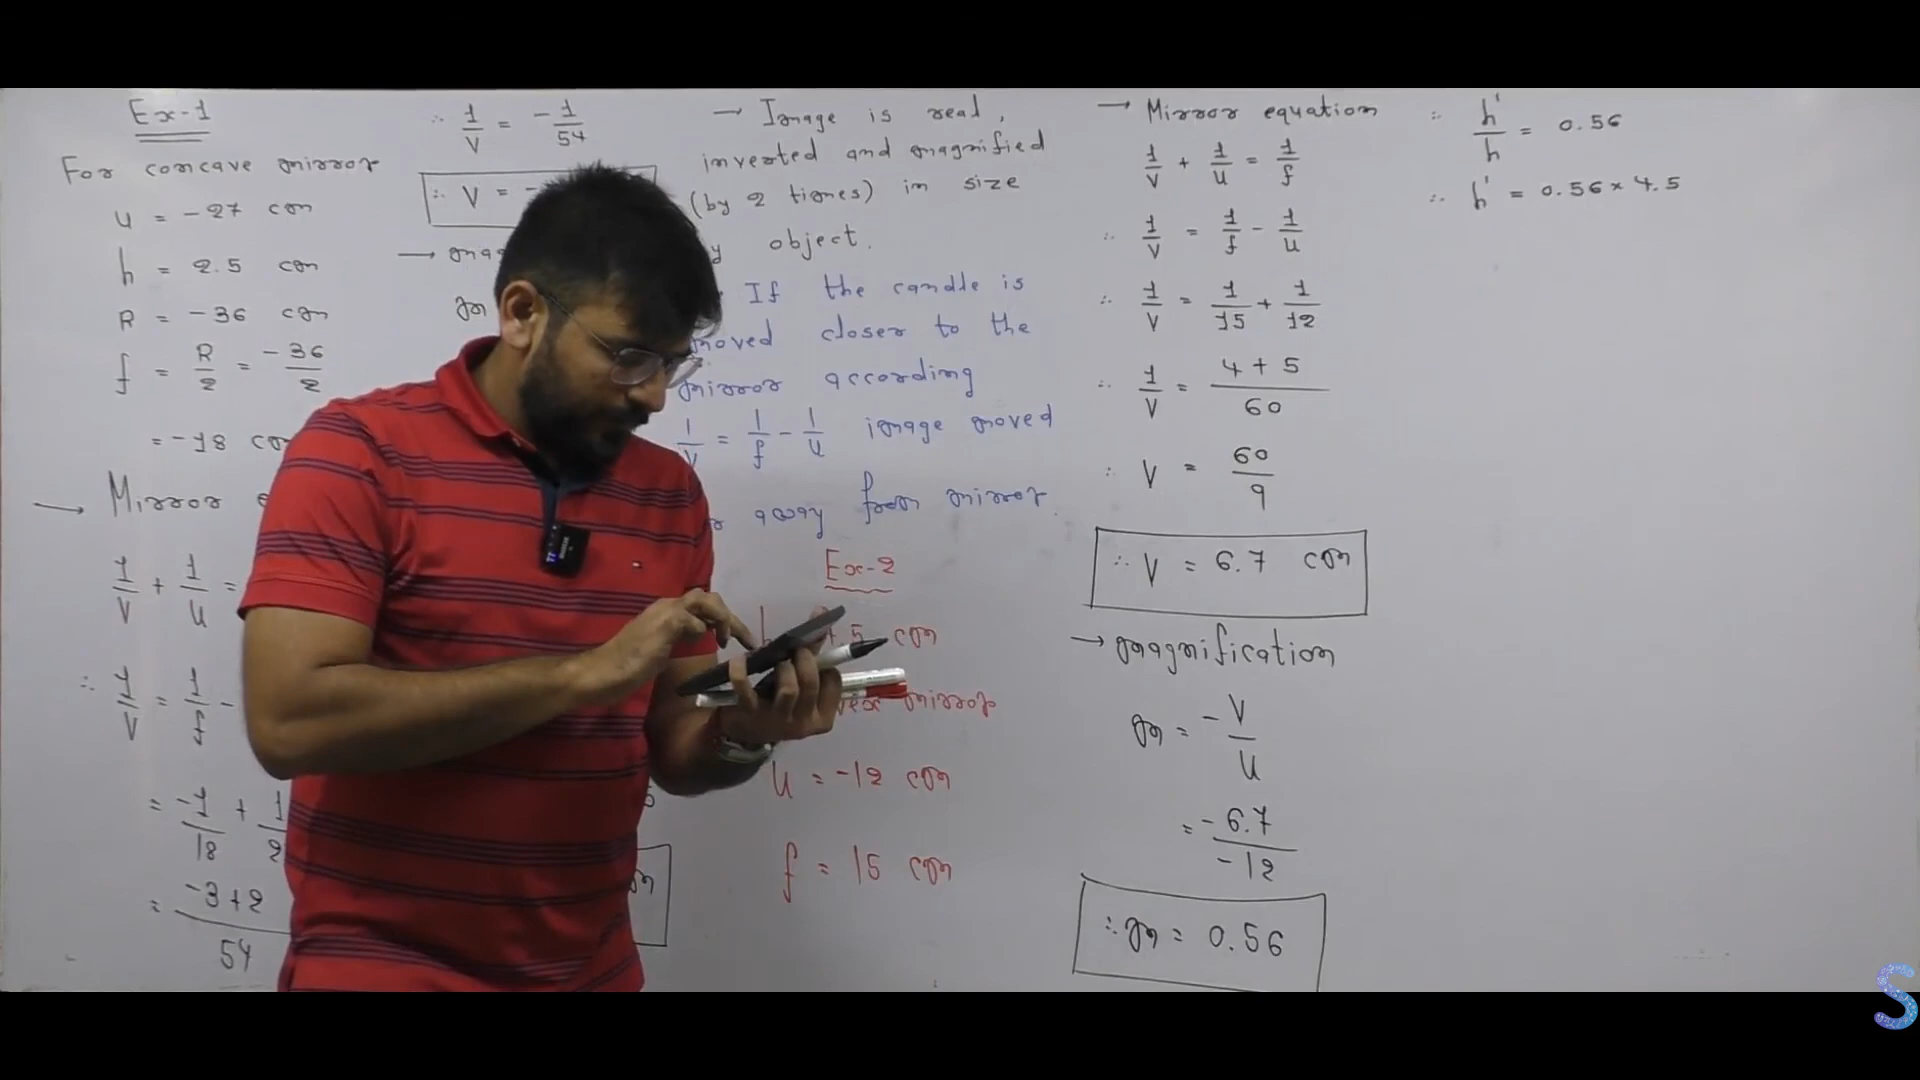 Ex-1
For concave mirror
u = -27 cm
h = 2.5 cm
R = -36 cm
f = R/2 = -36/2
= -18 cm
→ Mirror
1/v + 1/u =
∴ 1/v = 1/f -
= -1/18 + 1/2
= -3+2/54
∴ 1/v = -1/54
∴ v = -
→
m
→ Image is real,
inverted and magnified
(by 2 times) in size
object.
If the candle is
moved closer to the
mirror according
1/v = 1/f - 1/u image moved
away from mirror.
Ex-2
h .5 cm
mirror
u = -12 cm
f = 15 cm
→ Mirror equation
1/v + 1/u = 1/f
∴ 1/v = 1/f - 1/u
∴ 1/v = 1/15 + 1/12
∴ 1/v = 4+5/60
∴ v = 60/9
∴ v = 6.7 cm
→ magnification
m = -v/u
= -6.7/-12
∴ m = 0.56
∴ h'/h = 0.56
∴ h' = 0.56 × 4.5
S